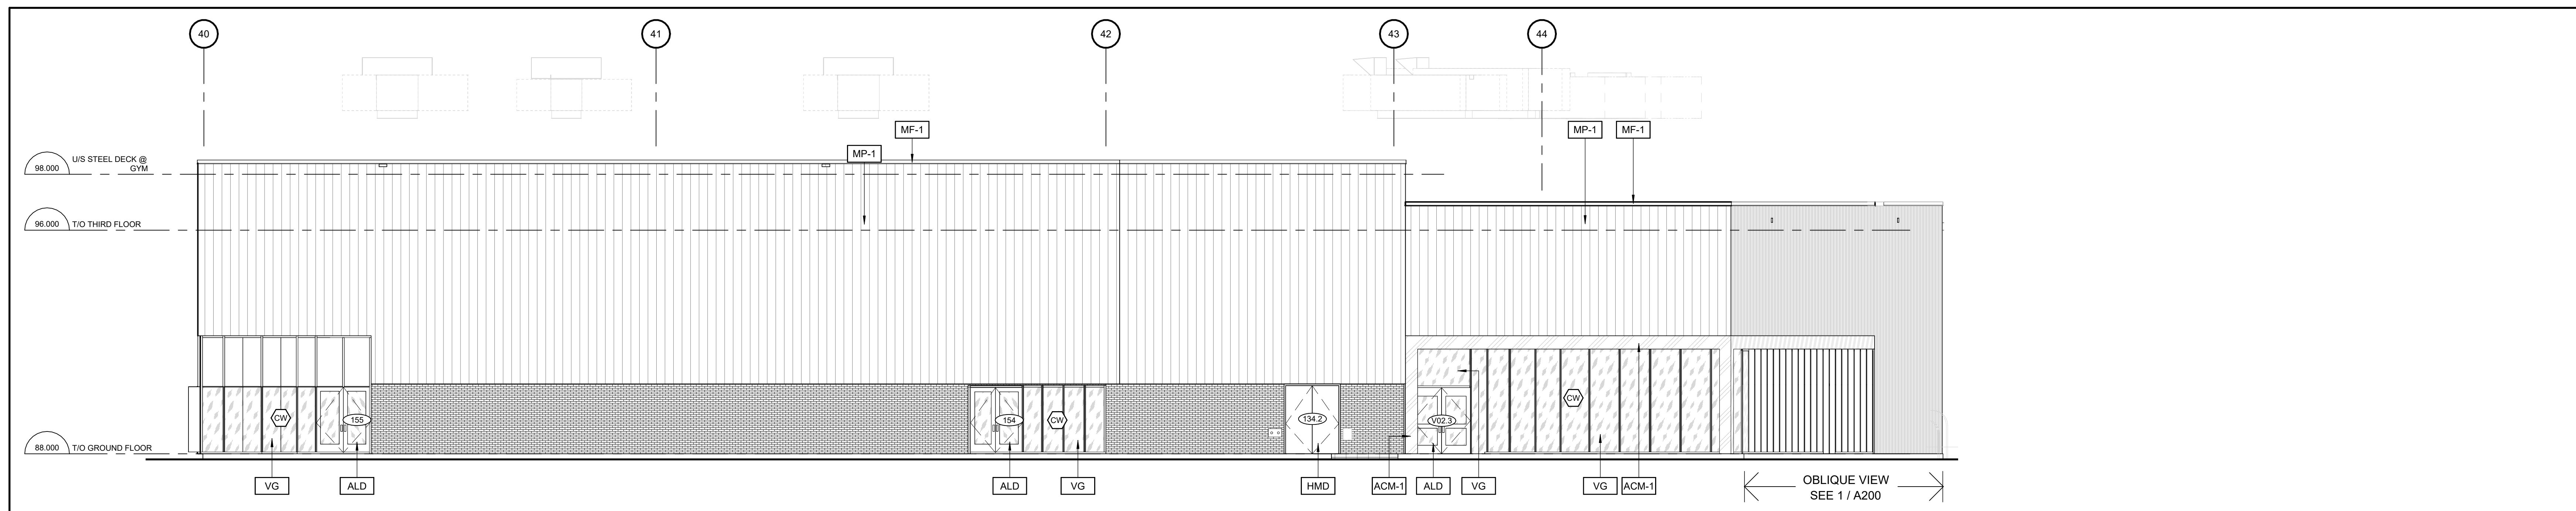 40
41
42
43
44
MF-1
MP-1
MP-1
MF-1
98.000
U/S STEEL DECK @
GYM
96.000
T/O THIRD FLOOR
CW
155
154
CW
134.2
V02.3
CW
88.000
T/O GROUND FLOOR
VG
ALD
ALD
VG
HMD
ACM-1
ALD
VG
VG
ACM-1
OBLIQUE VIEW
SEE 1 / A200